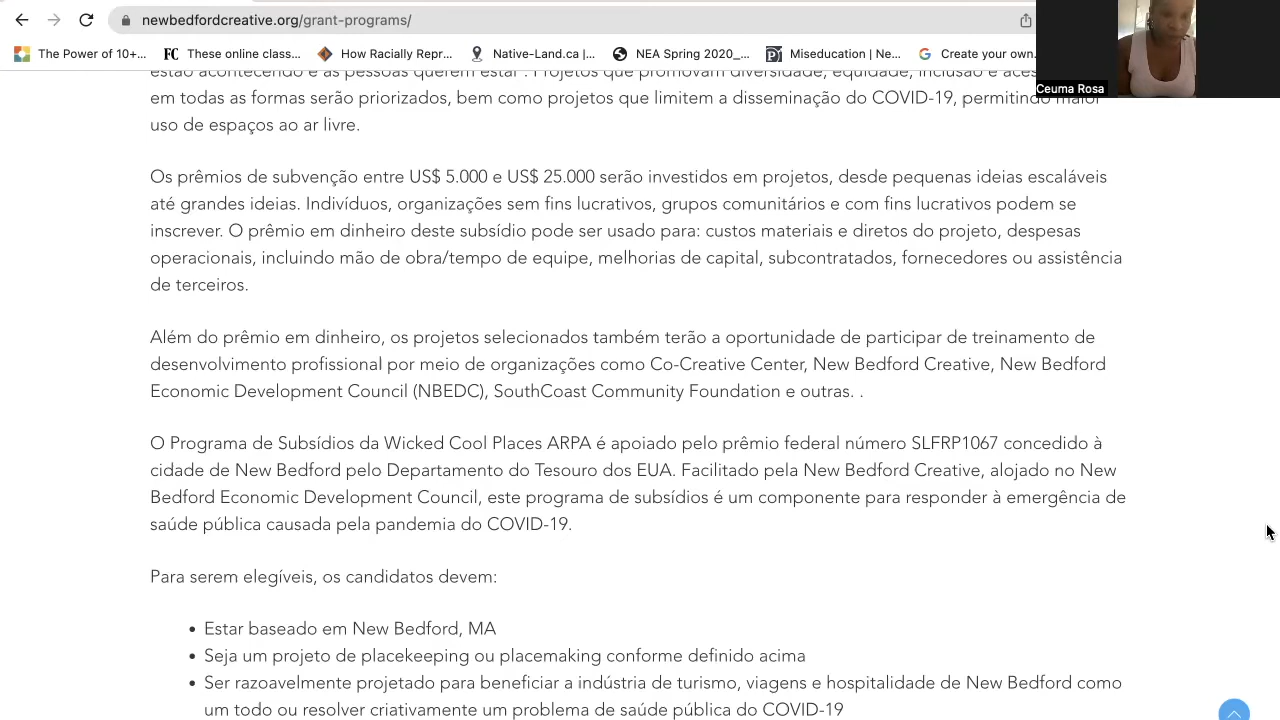 newbedfordcreative.org/grant-programs/
The Power of 10+...
FC These online class...
How Racially Repr...
Native-Land.ca |...
NEA Spring 2020_...
Miseducation | Ne...
Create your own.
Ceuma Rosa
estão acontecendo e as pessoas querem estar". Projetos que promovam diversidade, equidade, inclusão e
em todas as formas serão priorizados, bem como projetos que limitem a disseminação do COVID-19, permitindo maior
uso de espaços ao ar livre.
Os prêmios de subvenção entre US$ 5.000 e US$ 25.000 serão investidos em projetos, desde pequenas ideias escaláveis
até grandes ideias. Indivíduos, organizações sem fins lucrativos, grupos comunitários e com fins lucrativos podem se
inscrever. O prêmio em dinheiro deste subsídio pode ser usado para: custos materiais e diretos do projeto, despesas
operacionais, incluindo mão de obra/tempo de equipe, melhorias de capital, subcontratados, fornecedores ou assistência
de terceiros.
Além do prêmio em dinheiro, os projetos selecionados também terão a oportunidade de participar de treinamento de
desenvolvimento profissional por meio de organizações como Co-Creative Center, New Bedford Creative, New Bedford
Economic Development Council (NBEDC), SouthCoast Community Foundation e outras. .
O Programa de Subsídios da Wicked Cool Places ARPA é apoiado pelo prêmio federal número SLFRP1067 concedido à
cidade de New Bedford pelo Departamento do Tesouro dos EUA. Facilitado pela New Bedford Creative, alojado no New
Bedford Economic Development Council, este programa de subsídios é um componente para responder à emergência de
saúde pública causada pela pandemia do COVID-19.
Para serem elegíveis, os candidatos devem:
• Estar baseado em New Bedford, MA
• Seja um projeto de placekeeping ou placemaking conforme definido acima
• Ser razoavelmente projetado para beneficiar a indústria de turismo, viagens e hospitalidade de New Bedford como
um todo ou resolver criativamente um problema de saúde pública do COVID-19